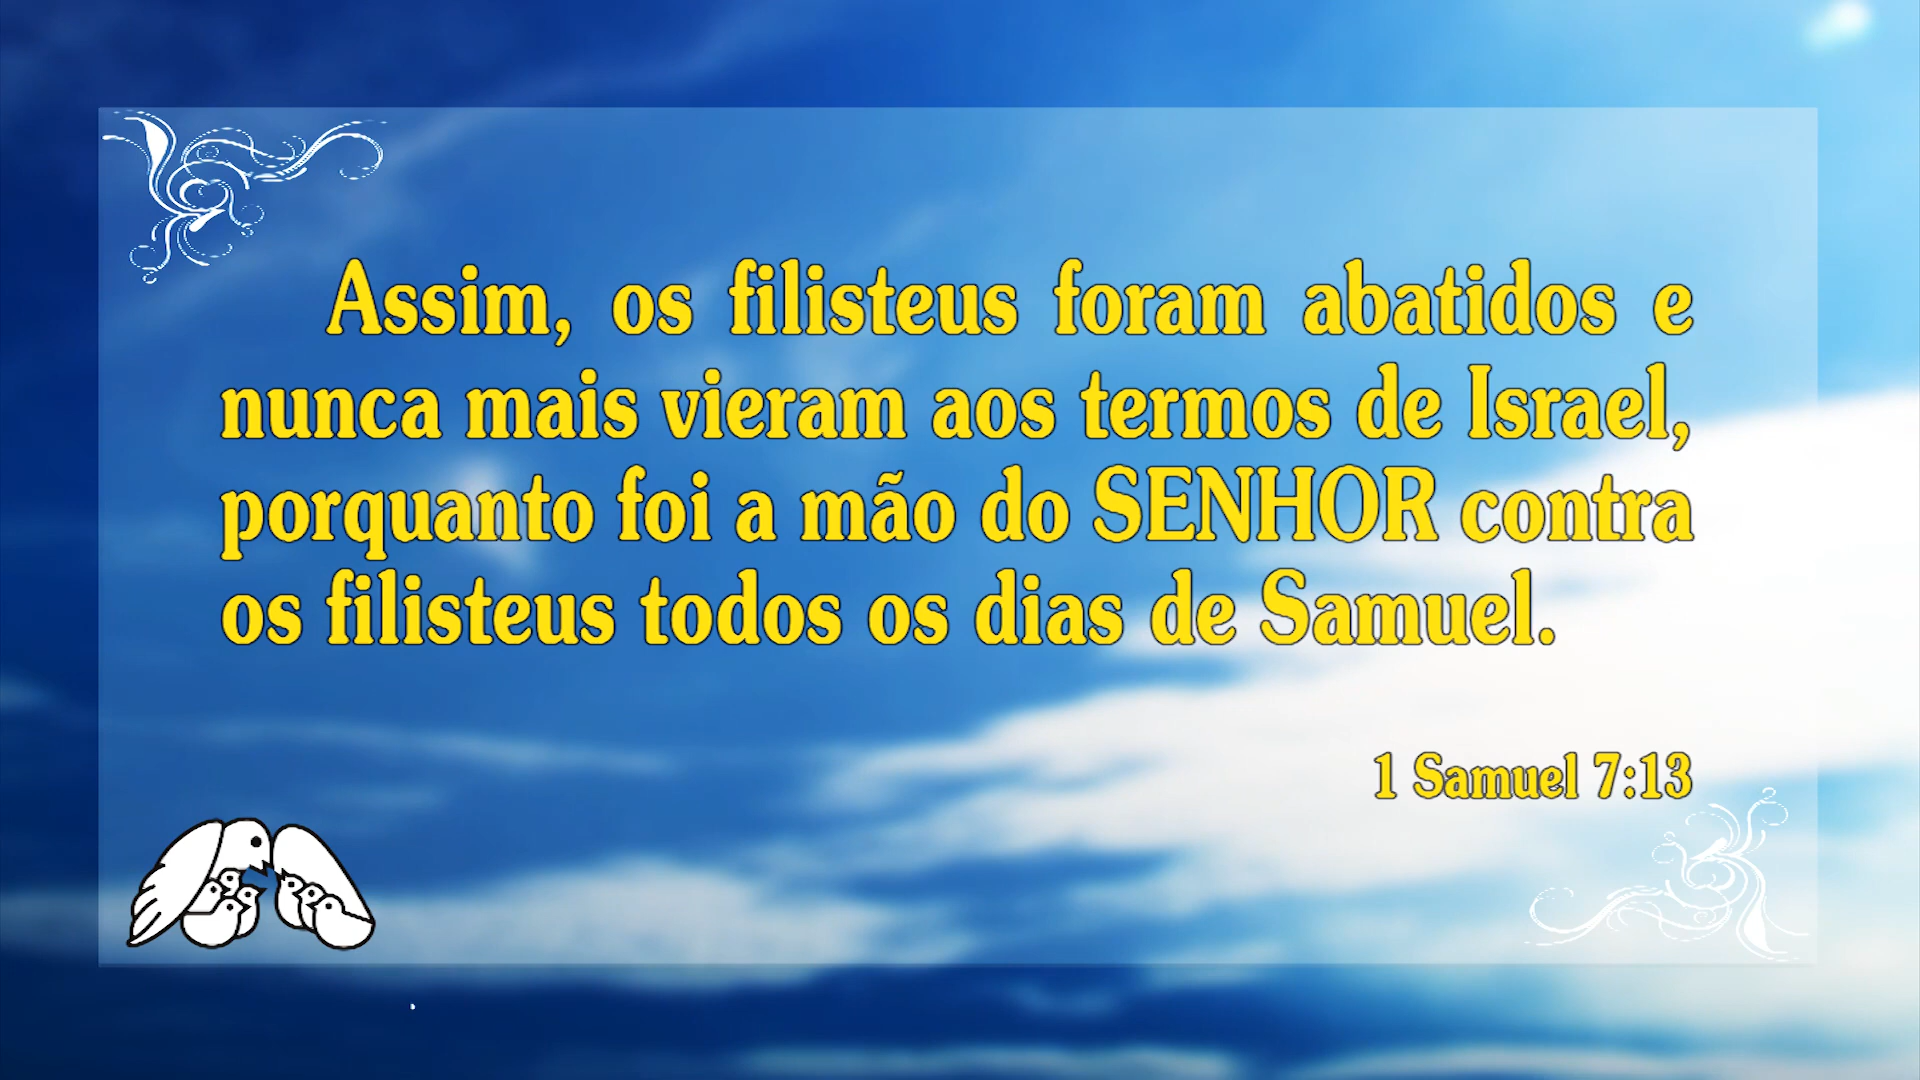 Assim, os filisteus foram abatidos e
nunca mais vieram aos termos de Israel,
porquanto foi a mão do SENHOR contra
os filisteus todos os dias de Samuel.
1 Samuel 7:13